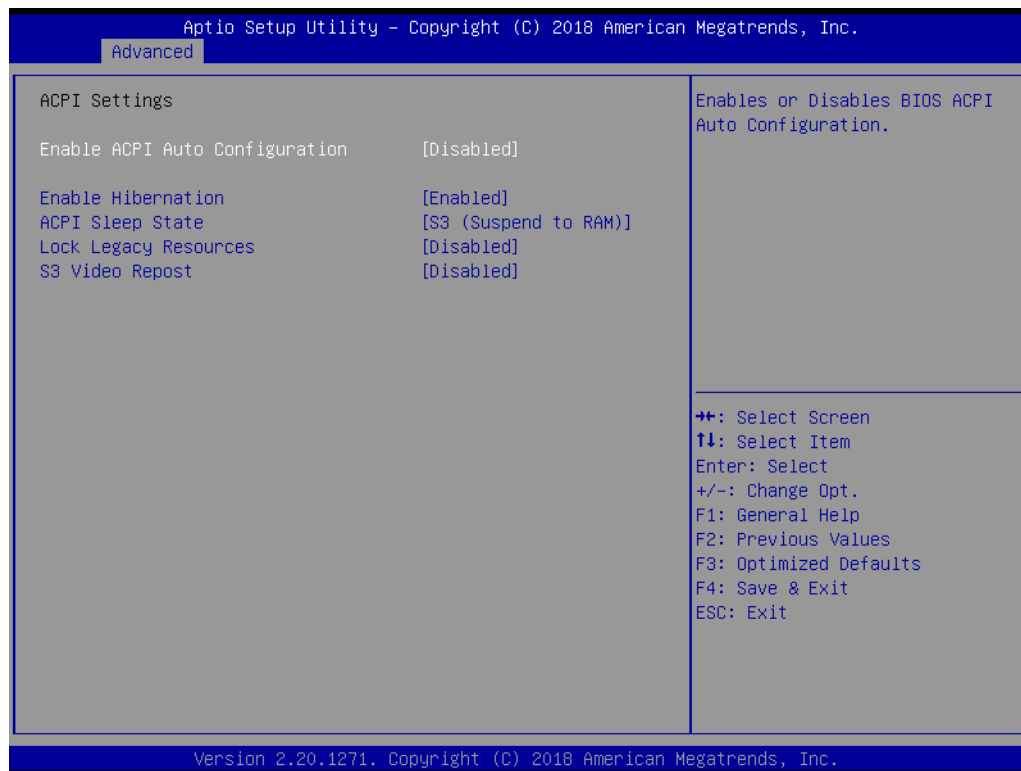 Aptio Setup Utility – Copyright (C) 2018 American Megatrends, Inc.
Advanced
ACPI Settings
Enable ACPI Auto Configuration [Disabled]
Enable Hibernation [Enabled]
ACPI Sleep State [S3 (Suspend to RAM)]
Lock Legacy Resources [Disabled]
S3 Video Repost [Disabled]
Enables or Disables BIOS ACPI
Auto Configuration.
→←: Select Screen
↑↓: Select Item
Enter: Select
+/-: Change Opt.
F1: General Help
F2: Previous Values
F3: Optimized Defaults
F4: Save & Exit
ESC: Exit
Version 2.20.1271. Copyright (C) 2018 American Megatrends, Inc.